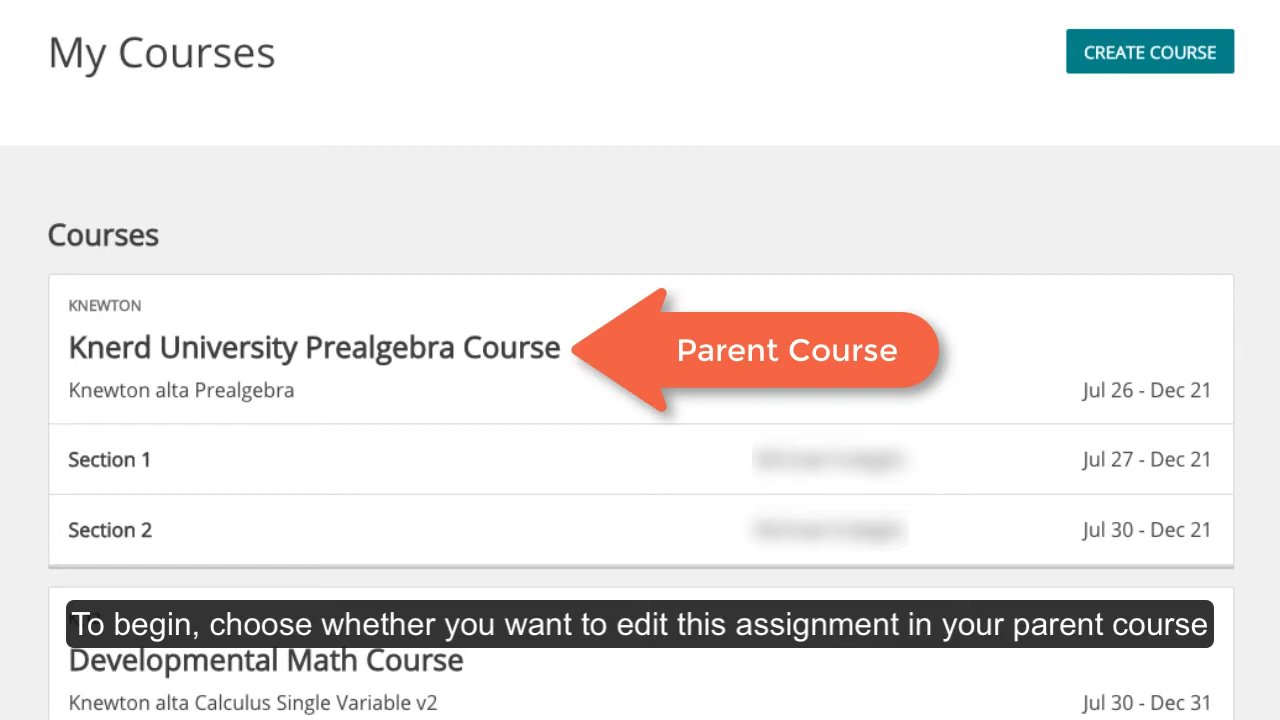 My Courses
CREATE COURSE
Courses
KNEWTON
Knerd University Prealgebra Course
Parent Course
Knewton alta Prealgebra
Jul 26 - Dec 21
Section 1
Jul 27 - Dec 21
Section 2
Jul 30 - Dec 21
To begin, choose whether you want to edit this assignment in your parent course
Developmental Math Course
Knewton alta Calculus Single Variable v2
Jul 30 - Dec 31